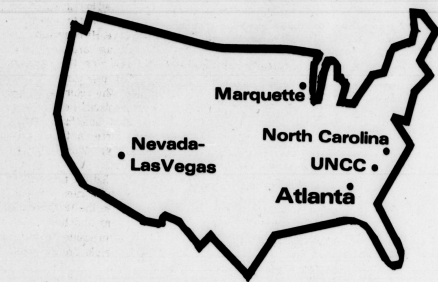 Marquette
North Carolina
Nevada-
LasVegas
UNCC
Atlanta